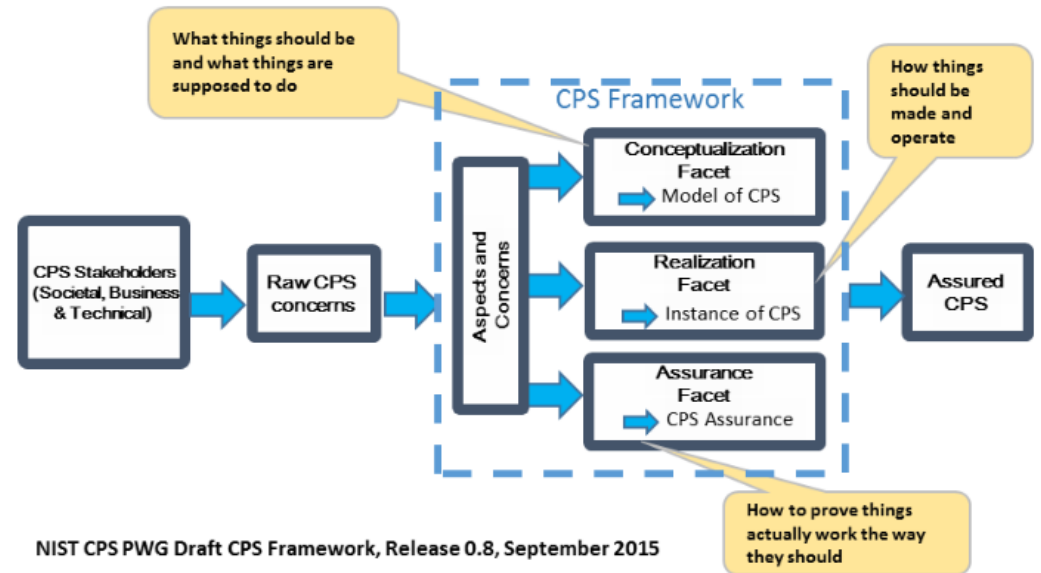 What things should be
and what things are
supposed to do
How things
should be
made and
operate
CPS Framework
Conceptualization
Facet
Model of CPS
CPS Stakeholders
(Societal, Business
& Technical)
Raw CPS
concerns
Aspects and
Concerns
Realization
Facet
Instance of CPS
Assured
CPS
Assurance
Facet
CPS Assurance
How to prove things
actually work the way
they should
NIST CPS PWG Draft CPS Framework, Release 0.8, September 2015